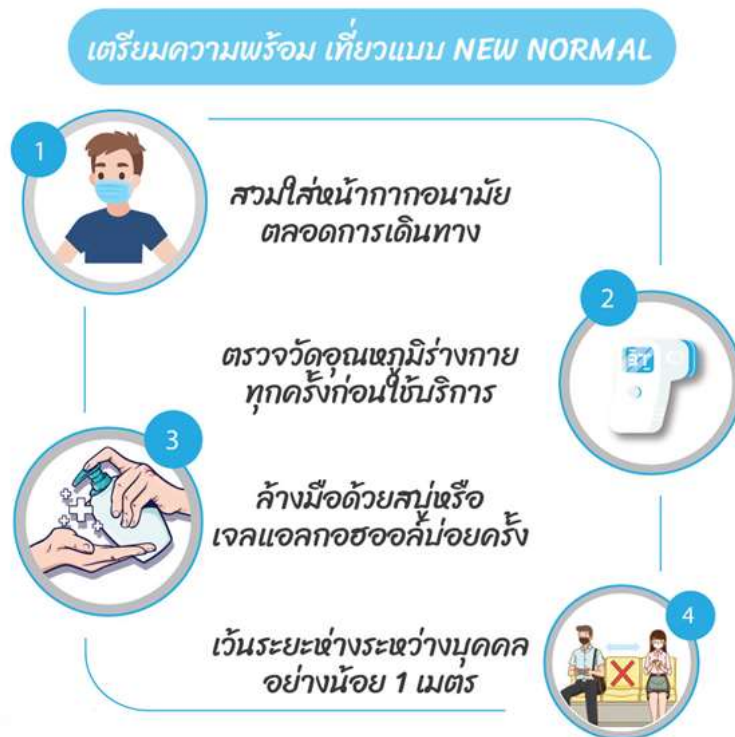 เตรียมความพร้อม เที่ยวแบบ NEW NORMAL
1
สวมใส่หน้ากากอนามัย
ตลอดการเดินทาง
2
37
ตรวจวัดอุณหภูมิร่างกาย
ทุกครั้งก่อนใช้บริการ
3
ล้างมือด้วยสบู่หรือ
เจลแอลกอฮอล์บ่อยครั้ง
4
เว้นระยะห่างระหว่างบุคคล
อย่างน้อย 1 เมตร